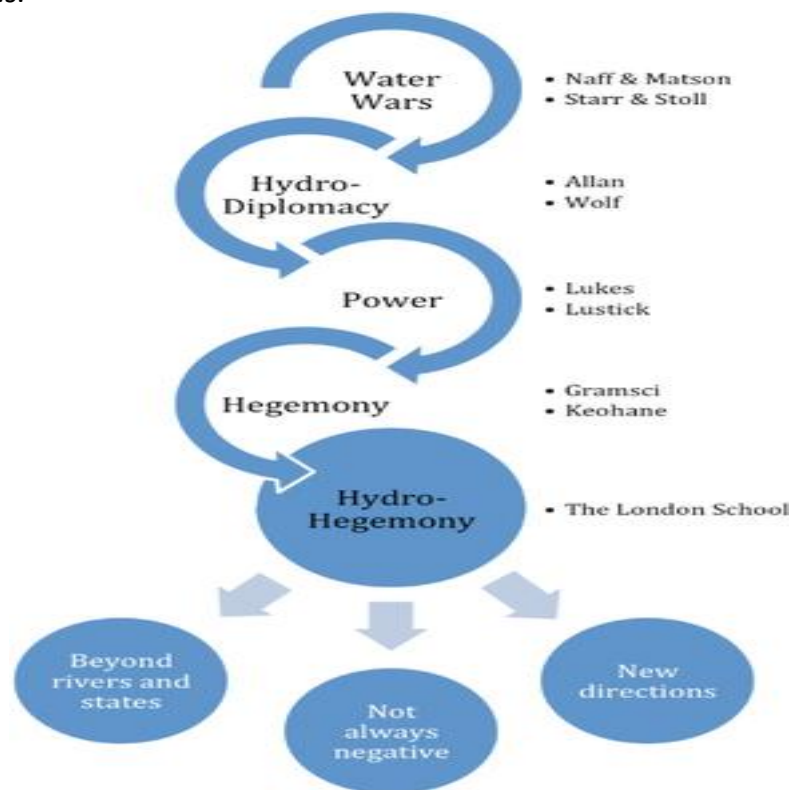 Water
Wars
• Naff & Matson
• Starr & Stoll
Hydro-
Diplomacy
• Allan
• Wolf
Power
• Lukes
• Lustick
Hegemony
• Gramsci
• Keohane
Hydro-
Hegemony
• The London School
Beyond
rivers and
states
Not
always
negative
New
directions